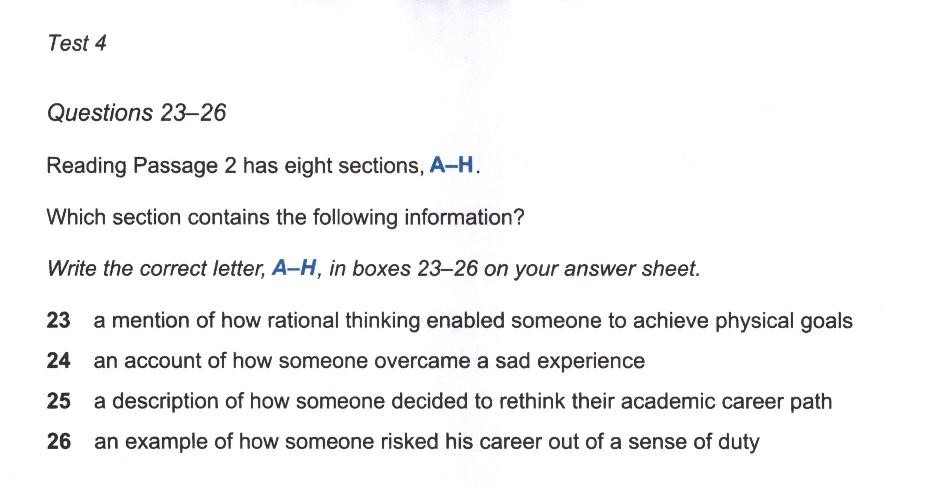 Test 4
Questions 23–26
Reading Passage 2 has eight sections, A–H.
Which section contains the following information?
Write the correct letter, A–H, in boxes 23–26 on your answer sheet.
23 a mention of how rational thinking enabled someone to achieve physical goals
24 an account of how someone overcame a sad experience
25 a description of how someone decided to rethink their academic career path
26 an example of how someone risked his career out of a sense of duty